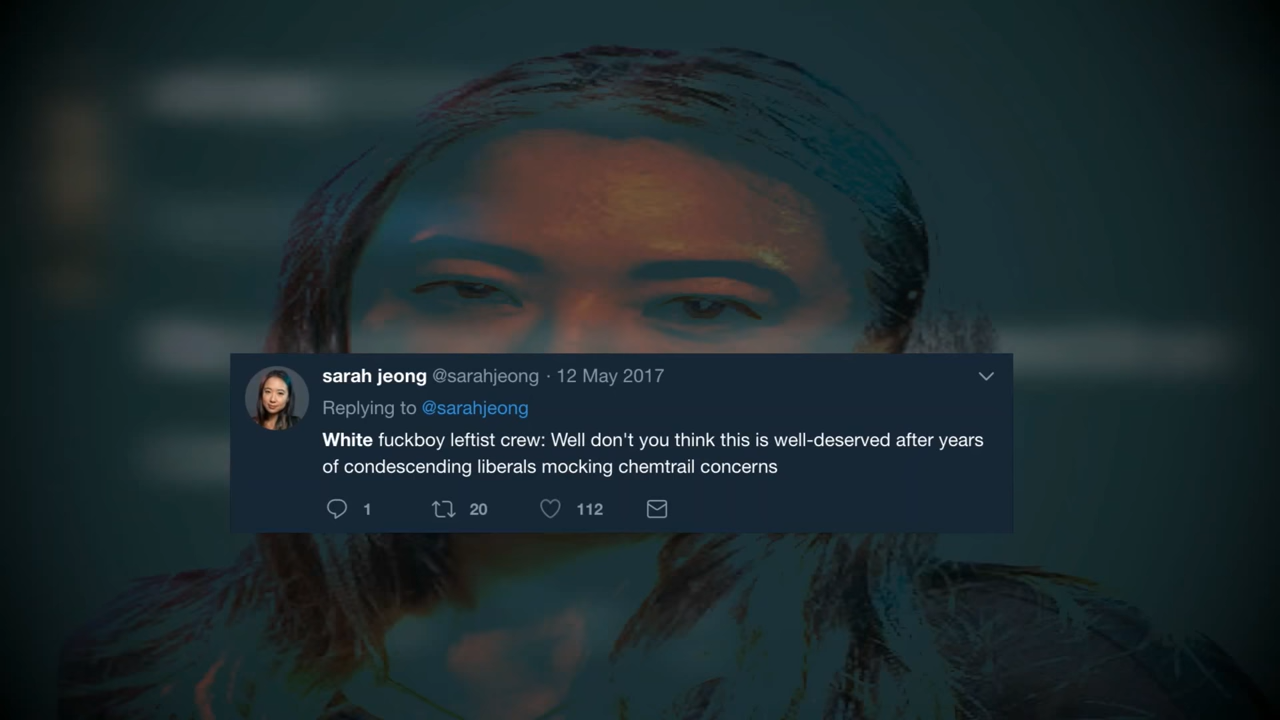 sarah jeong @sarahjeong · 12 May 2017
Replying to @sarahjeong
White fuckboy leftist crew: Well don't you think this is well-deserved after years
of condescending liberals mocking chemtrail concerns
1 20 112